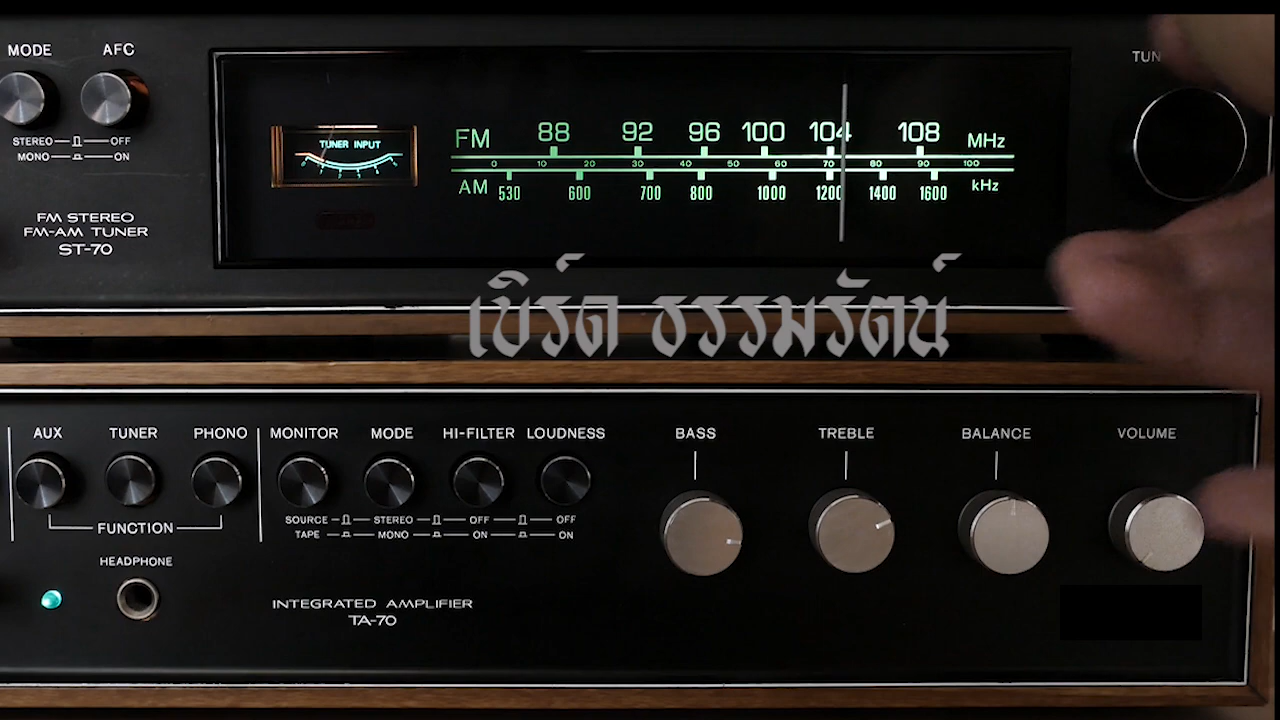 MODE AFC
TUN
STEREO OFF
MONO ON
TUNER INPUT
FM 88 92 96 100 104 108 MHz
0 10 20 30 40 50 60 70 80 90 100
AM 530 600 700 800 1000 1200 1400 1600 kHz
FM STEREO
FM-AM TUNER
ST-70
เบิร์ด ธรรมรัตน์
AUX TUNER PHONO MONITOR MODE HI-FILTER LOUDNESS BASS TREBLE BALANCE VOLUME
FUNCTION
SOURCE STEREO OFF OFF
TAPE MONO ON ON
HEADPHONE
INTEGRATED AMPLIFIER
TA-70